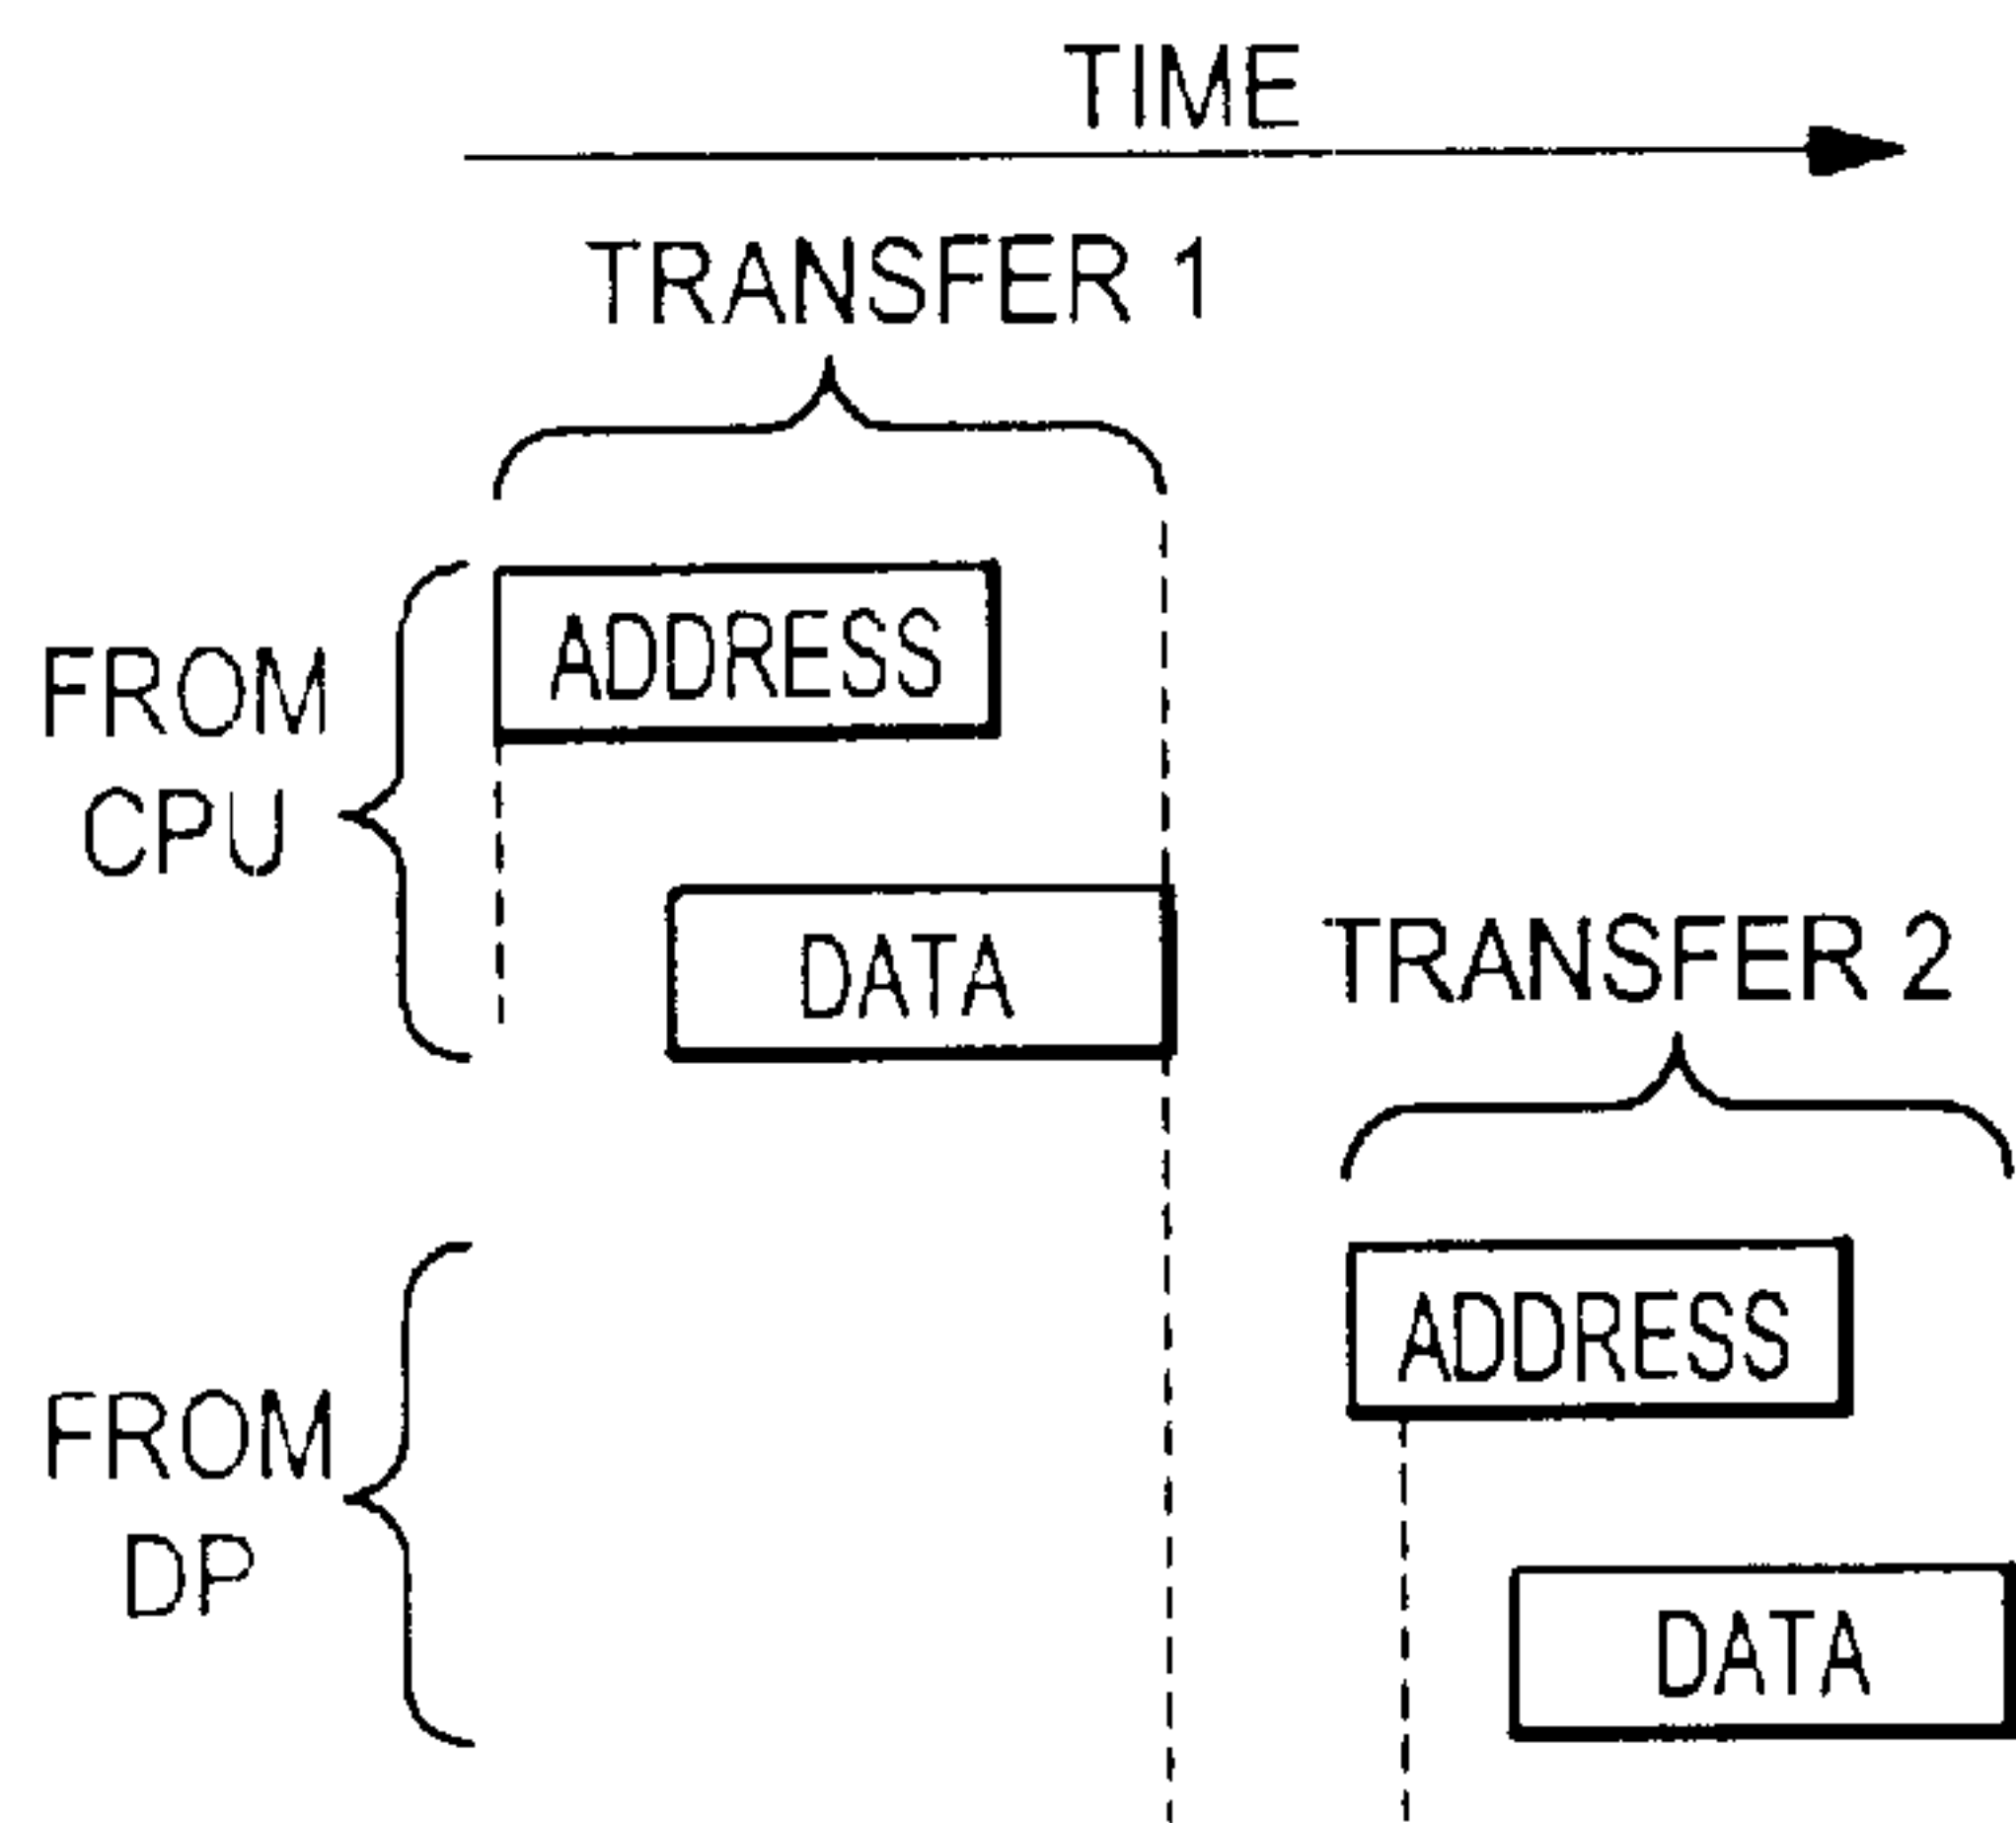 TIME
TRANSFER 1
ADDRESS
FROM
CPU
DATA
TRANSFER 2
ADDRESS
FROM
DP
DATA